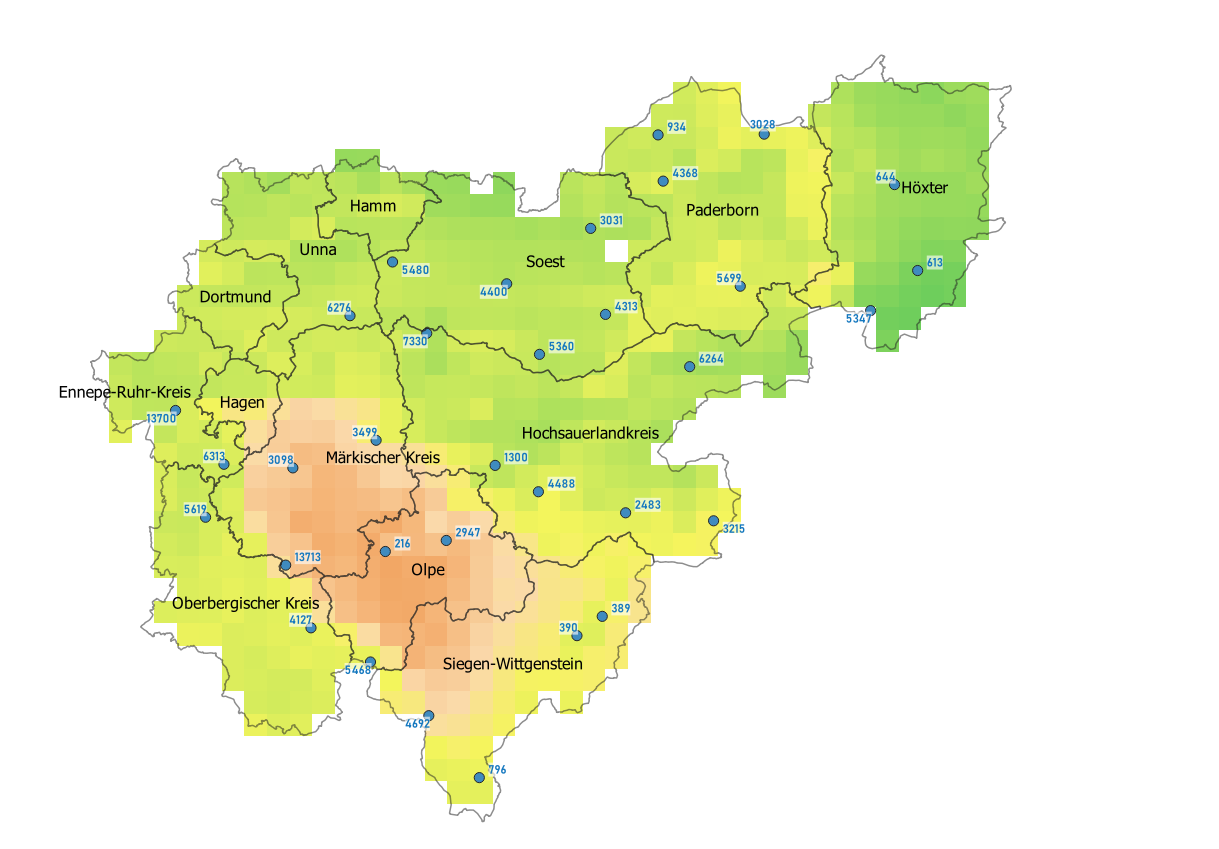 934
3028
4368
644
Höxter
Hamm
Paderborn
3031
Unna
Soest
5480
613
5699
4400
Dortmund
6276
4313
5347
7330
5360
6264
Ennepe-Ruhr-Kreis
Hagen
13700
3499
Hochsauerlandkreis
6313
3098
Märkischer Kreis
1300
4488
5619
2483
3215
2947
216
13713
Olpe
Oberbergischer Kreis
389
4127
390
5468
Siegen-Wittgenstein
4692
796